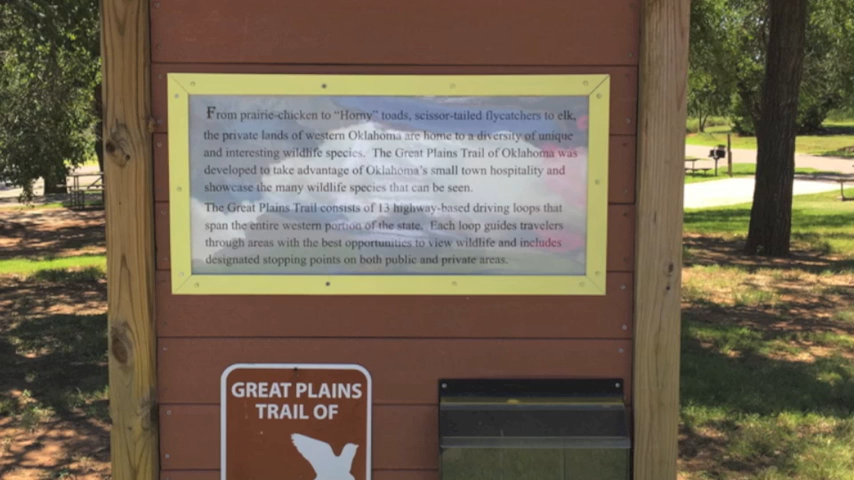 From prairie-chicken to “Horny” toads, scissor-tailed flycatchers to elk,
the private lands of western Oklahoma are home to a diversity of unique
and interesting wildlife species. The Great Plains Trail of Oklahoma was
developed to take advantage of Oklahoma’s small town hospitality and
showcase the many wildlife species that can be seen.
The Great Plains Trail consists of 13 highway-based driving loops that
span the entire western portion of the state. Each loop guides travelers
through areas with the best opportunities to view wildlife and includes
designated stopping points on both public and private areas.
GREAT PLAINS
TRAIL OF